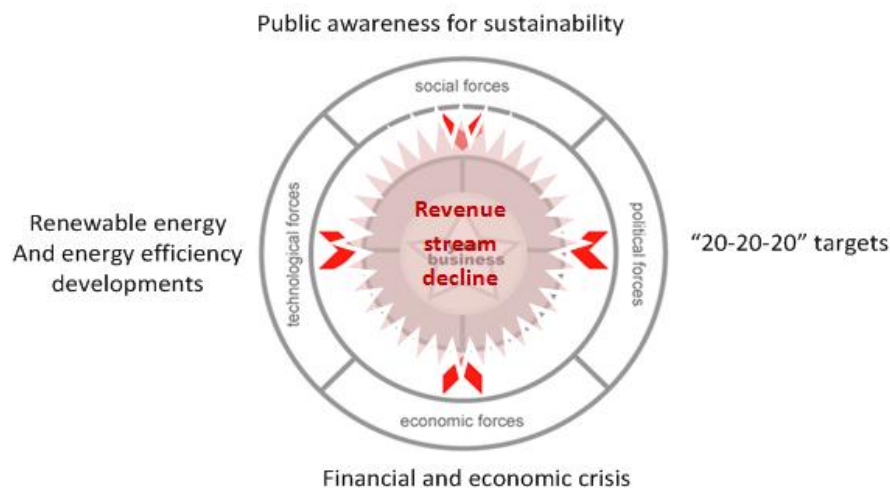 Public awareness for sustainability
social forces
Renewable energy
And energy efficiency
developments
technological forces
Revenue
stream
business
decline
political forces
“20-20-20” targets
economic forces
Financial and economic crisis